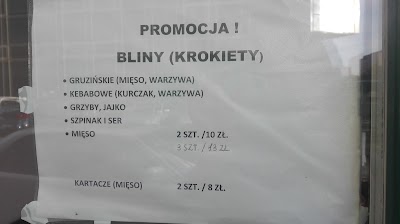 PROMOCJA !
BLINY (KROKIETY)
• GRUZIŃSKIE (MIĘSO, WARZYWA)
• KEBABOWE (KURCZAK, WARZYWA)
• GRZYBY, JAJKO
• SZPINAK I SER
• MIĘSO 2 SZT./10 ZŁ.
3 SZT./13 ZŁ
KARTACZE (MIĘSO) 2 SZT./ 8 ZŁ.